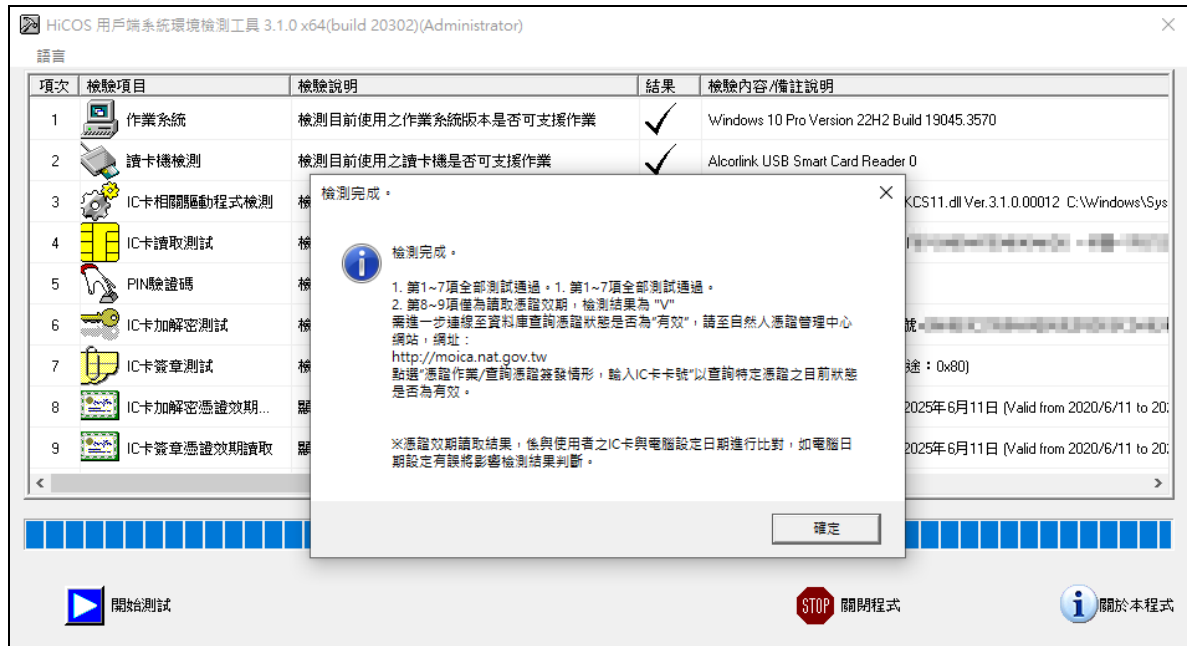 HiCOS 用戶端系統環境檢測工具 3.1.0 x64(build 20302)(Administrator)
語言
項次 檢驗項目 檢驗說明 結果 檢驗內容/備註說明
1 作業系統 檢測目前使用之作業系統版本是否可支援作業 Windows 10 Pro Version 22H2 Build 19045.3570
2 讀卡機檢測 檢測目前使用之讀卡機是否可支援作業 Alcorlink USB Smart Card Reader 0
3 IC卡相關驅動程式檢測 檢 KCS11.dll Ver.3.1.0.00012 C:\Windows\Sys
4 IC卡讀取測試 檢
5 PIN驗證碼 檢
6 IC卡加解密測試 檢 號
7 IC卡簽章測試 檢 途：0x80)
8 IC卡加解密憑證效期... 顯 2025年6月11日 (Valid from 2020/6/11 to 20
9 IC卡簽章憑證效期讀取 顯 2025年6月11日 (Valid from 2020/6/11 to 20
檢測完成。
檢測完成。
1. 第1~7項全部測試通過。1. 第1~7項全部測試通過。
2. 第8~9項僅為讀取憑證效期，檢測結果為 "V"
需進一步連線至資料庫查詢憑證狀態是否為"有效"，請至自然人憑證管理中心
網站，網址：
http://moica.nat.gov.tw
點選"憑證作業/查詢憑證簽發情形，輸入IC卡卡號"以查詢特定憑證之目前狀態
是否為有效。
※憑證效期讀取結果，係與使用者之IC卡與電腦設定日期進行比對，如電腦日
期設定有誤將影響檢測結果判斷。
確定
開始測試
STOP 關閉程式
關於本程式